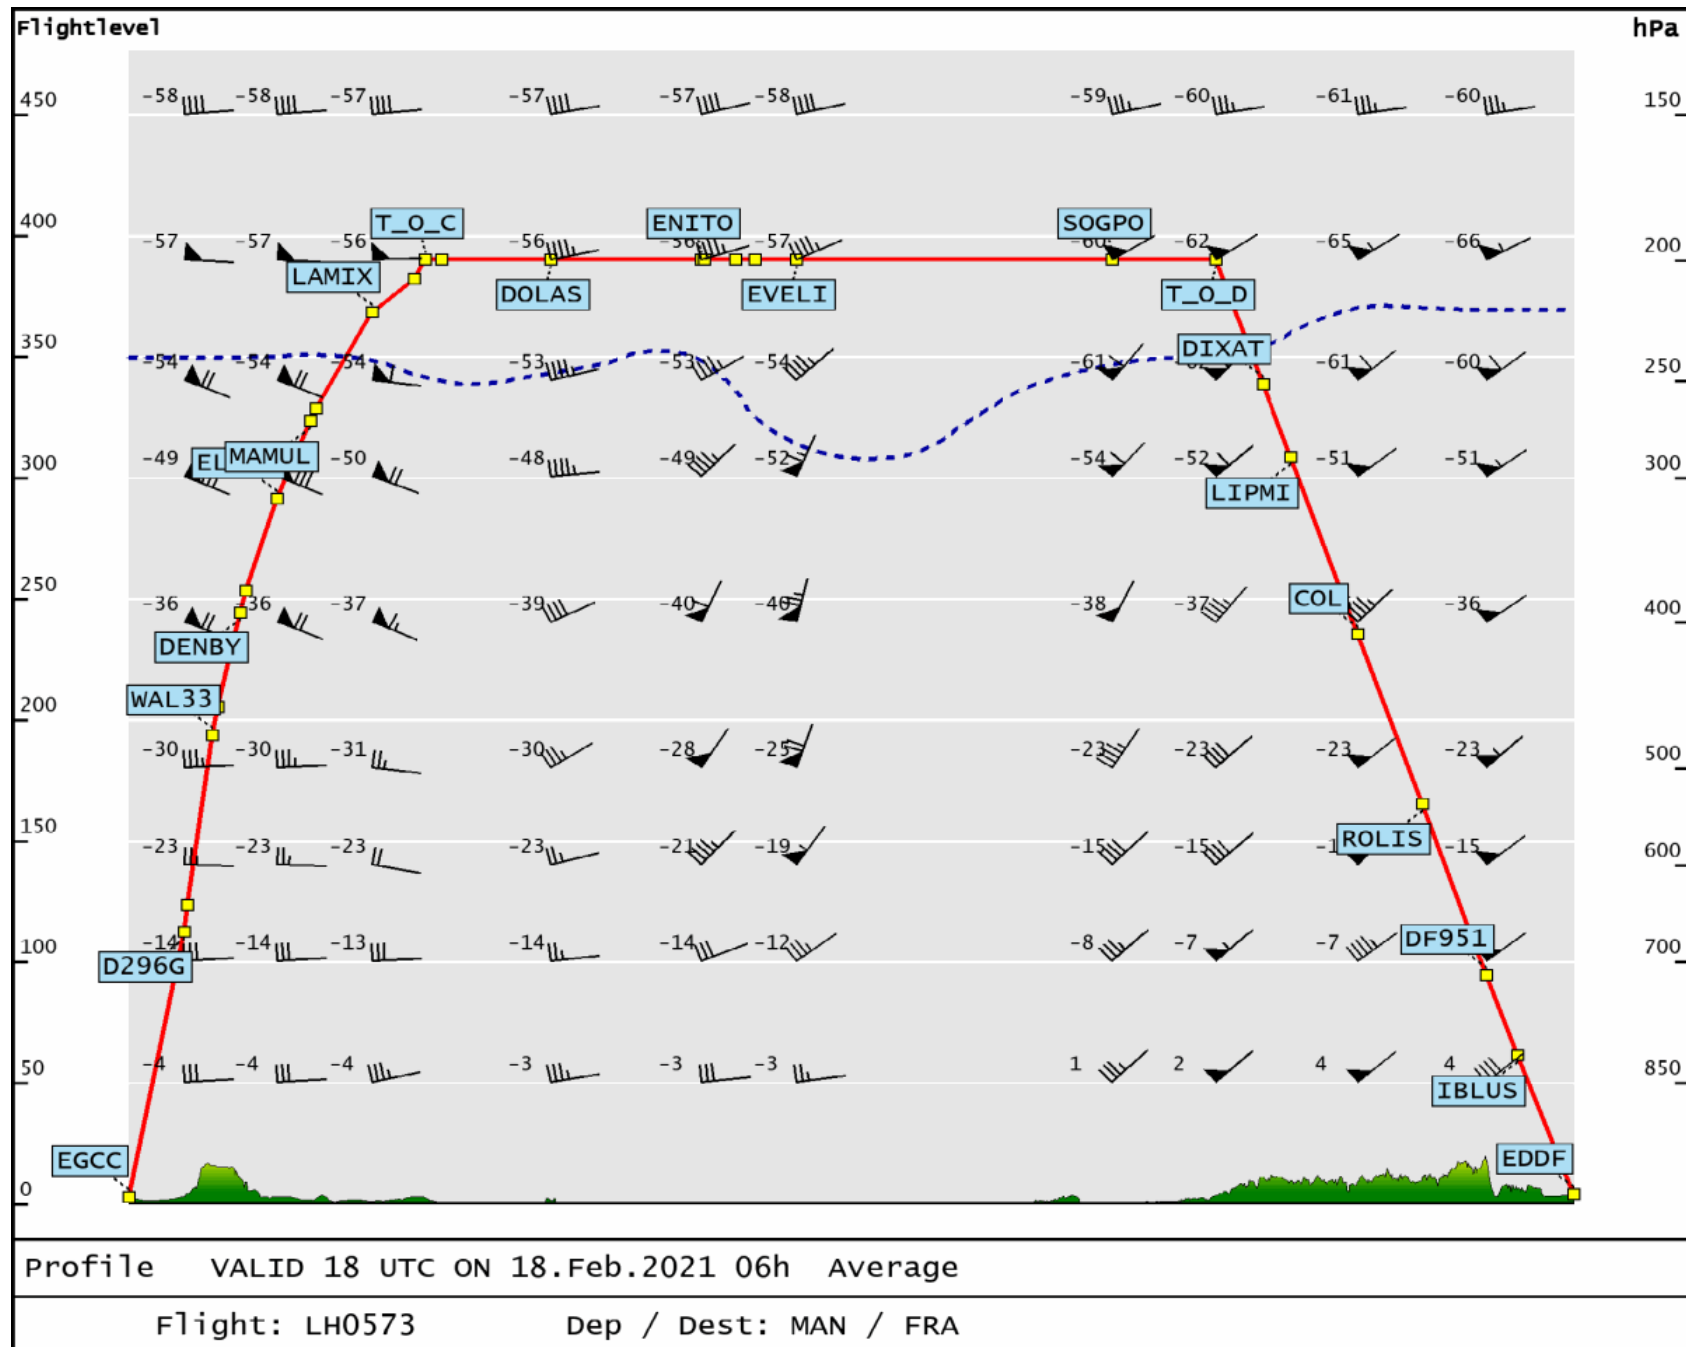 Flightlevel hPa
450 -58 -58 -57 -57 -57 -58 -59 -60 -61 -60 150
T_O_C ENITO SOGPO
400 -57 -57 -56 -56 -56 -57 -60 -62 -65 -66 200
LAMIX DOLAS EVELI T_O_D
DIXAT
350 -54 -54 -54 -53 -53 -54 -61 -61 -60 250
300 -49 EL MAMUL -50 -48 -49 -52 -54 -52 -51 -51 300
LIPMI
250 -36 -36 -37 -39 -40 -40 -38 -37 COL -36 400
DENBY
200 WAL33
-30 -30 -31 -30 -28 -25 -23 -23 -23 -23 500
150 ROLIS
-23 -23 -23 -23 -21 -19 -15 -15 -15 600
100 -14 -14 -13 -14 -14 -12 -8 -7 -7 DF951 700
D296G
50 -4 -4 -4 -3 -3 -3 1 2 4 4 850
IBLUS
EGCC EDDF
0
Profile VALID 18 UTC ON 18.Feb.2021 06h Average
Flight: LH0573 Dep / Dest: MAN / FRA